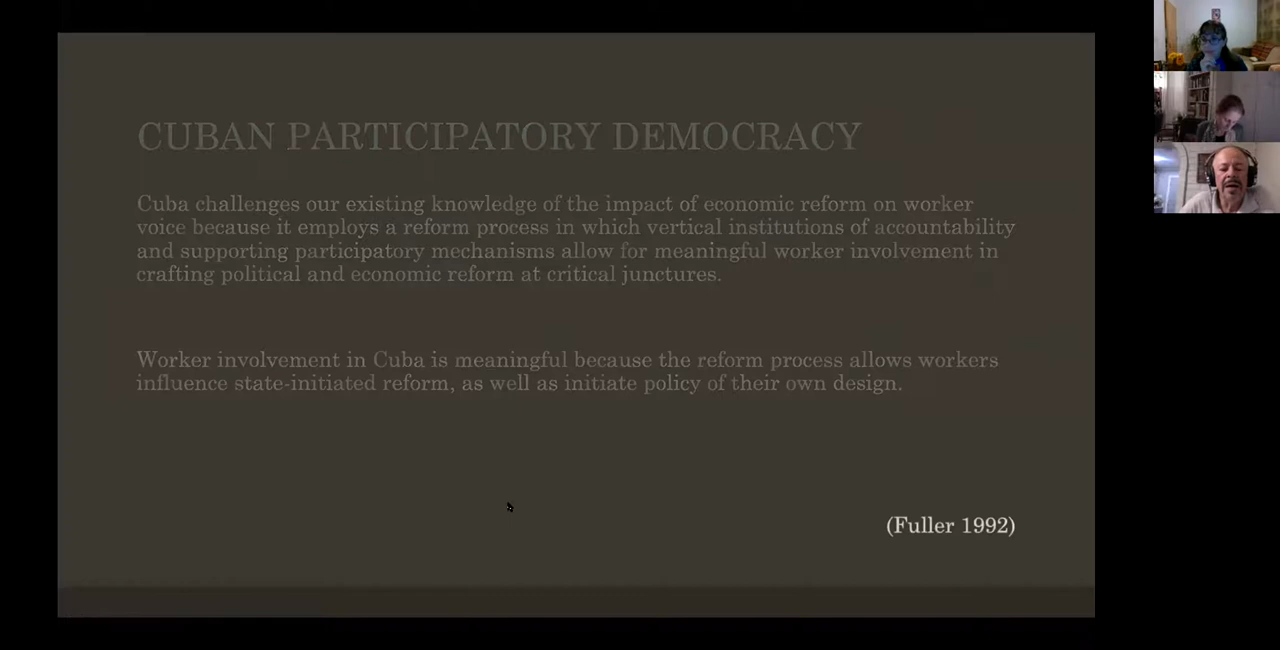 CUBAN PARTICIPATORY DEMOCRACY
Cuba challenges our existing knowledge of the impact of economic reform on worker
voice because it employs a reform process in which vertical institutions of accountability
and supporting participatory mechanisms allow for meaningful worker involvement in
crafting political and economic reform at critical junctures.
Worker involvement in Cuba is meaningful because the reform process allows workers
influence state-initiated reform, as well as initiate policy of their own design.
(Fuller 1992)